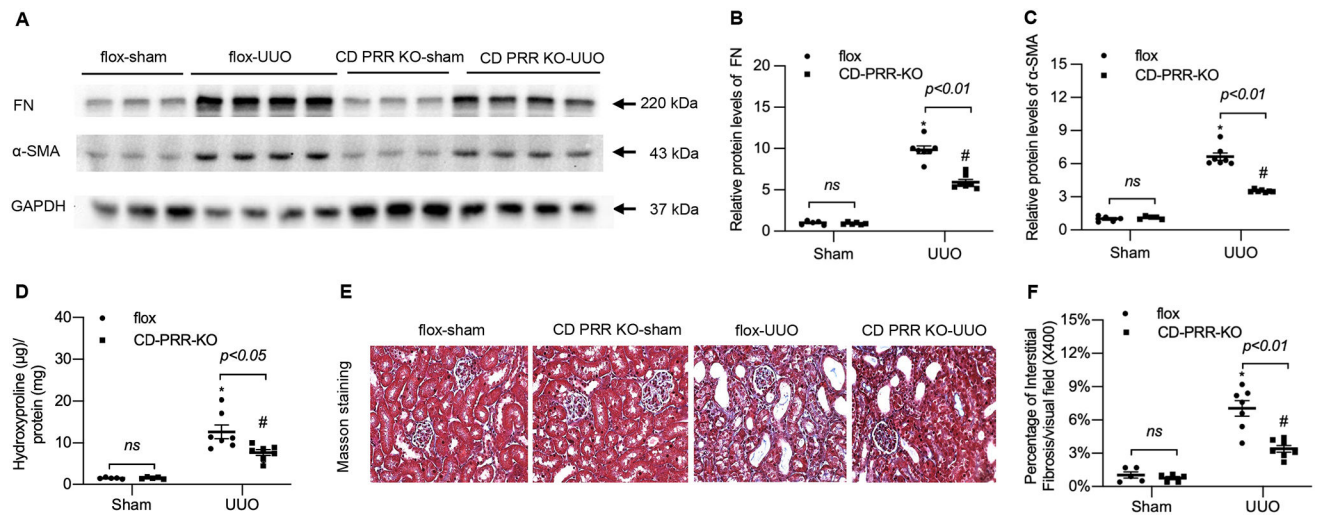 A
flox-sham
flox-UUO
CD PRR KO-sham
CD PRR KO-UUO
FN
220 kDa
α-SMA
43 kDa
GAPDH
37 kDa
B
flox
CD-PRR-KO
Relative protein levels of FN
20
15
10
5
0
p<0.01
*
#
ns
Sham
UUO
C
flox
CD-PRR-KO
Relative protein levels of α-SMA
15
12
9
6
3
0
p<0.01
*
#
ns
Sham
UUO
D
flox
CD-PRR-KO
Hydroxyproline (μg)/
protein (mg)
40
30
20
10
0
p<0.05
*
#
ns
Sham
UUO
E
flox-sham
CD PRR KO-sham
flox-UUO
CD PRR KO-UUO
Masson staining
F
flox
CD-PRR-KO
Percentage of Interstitial
Fibrosis/visual field (X400)
15%
12%
9%
6%
3%
0%
p<0.01
*
#
ns
Sham
UUO